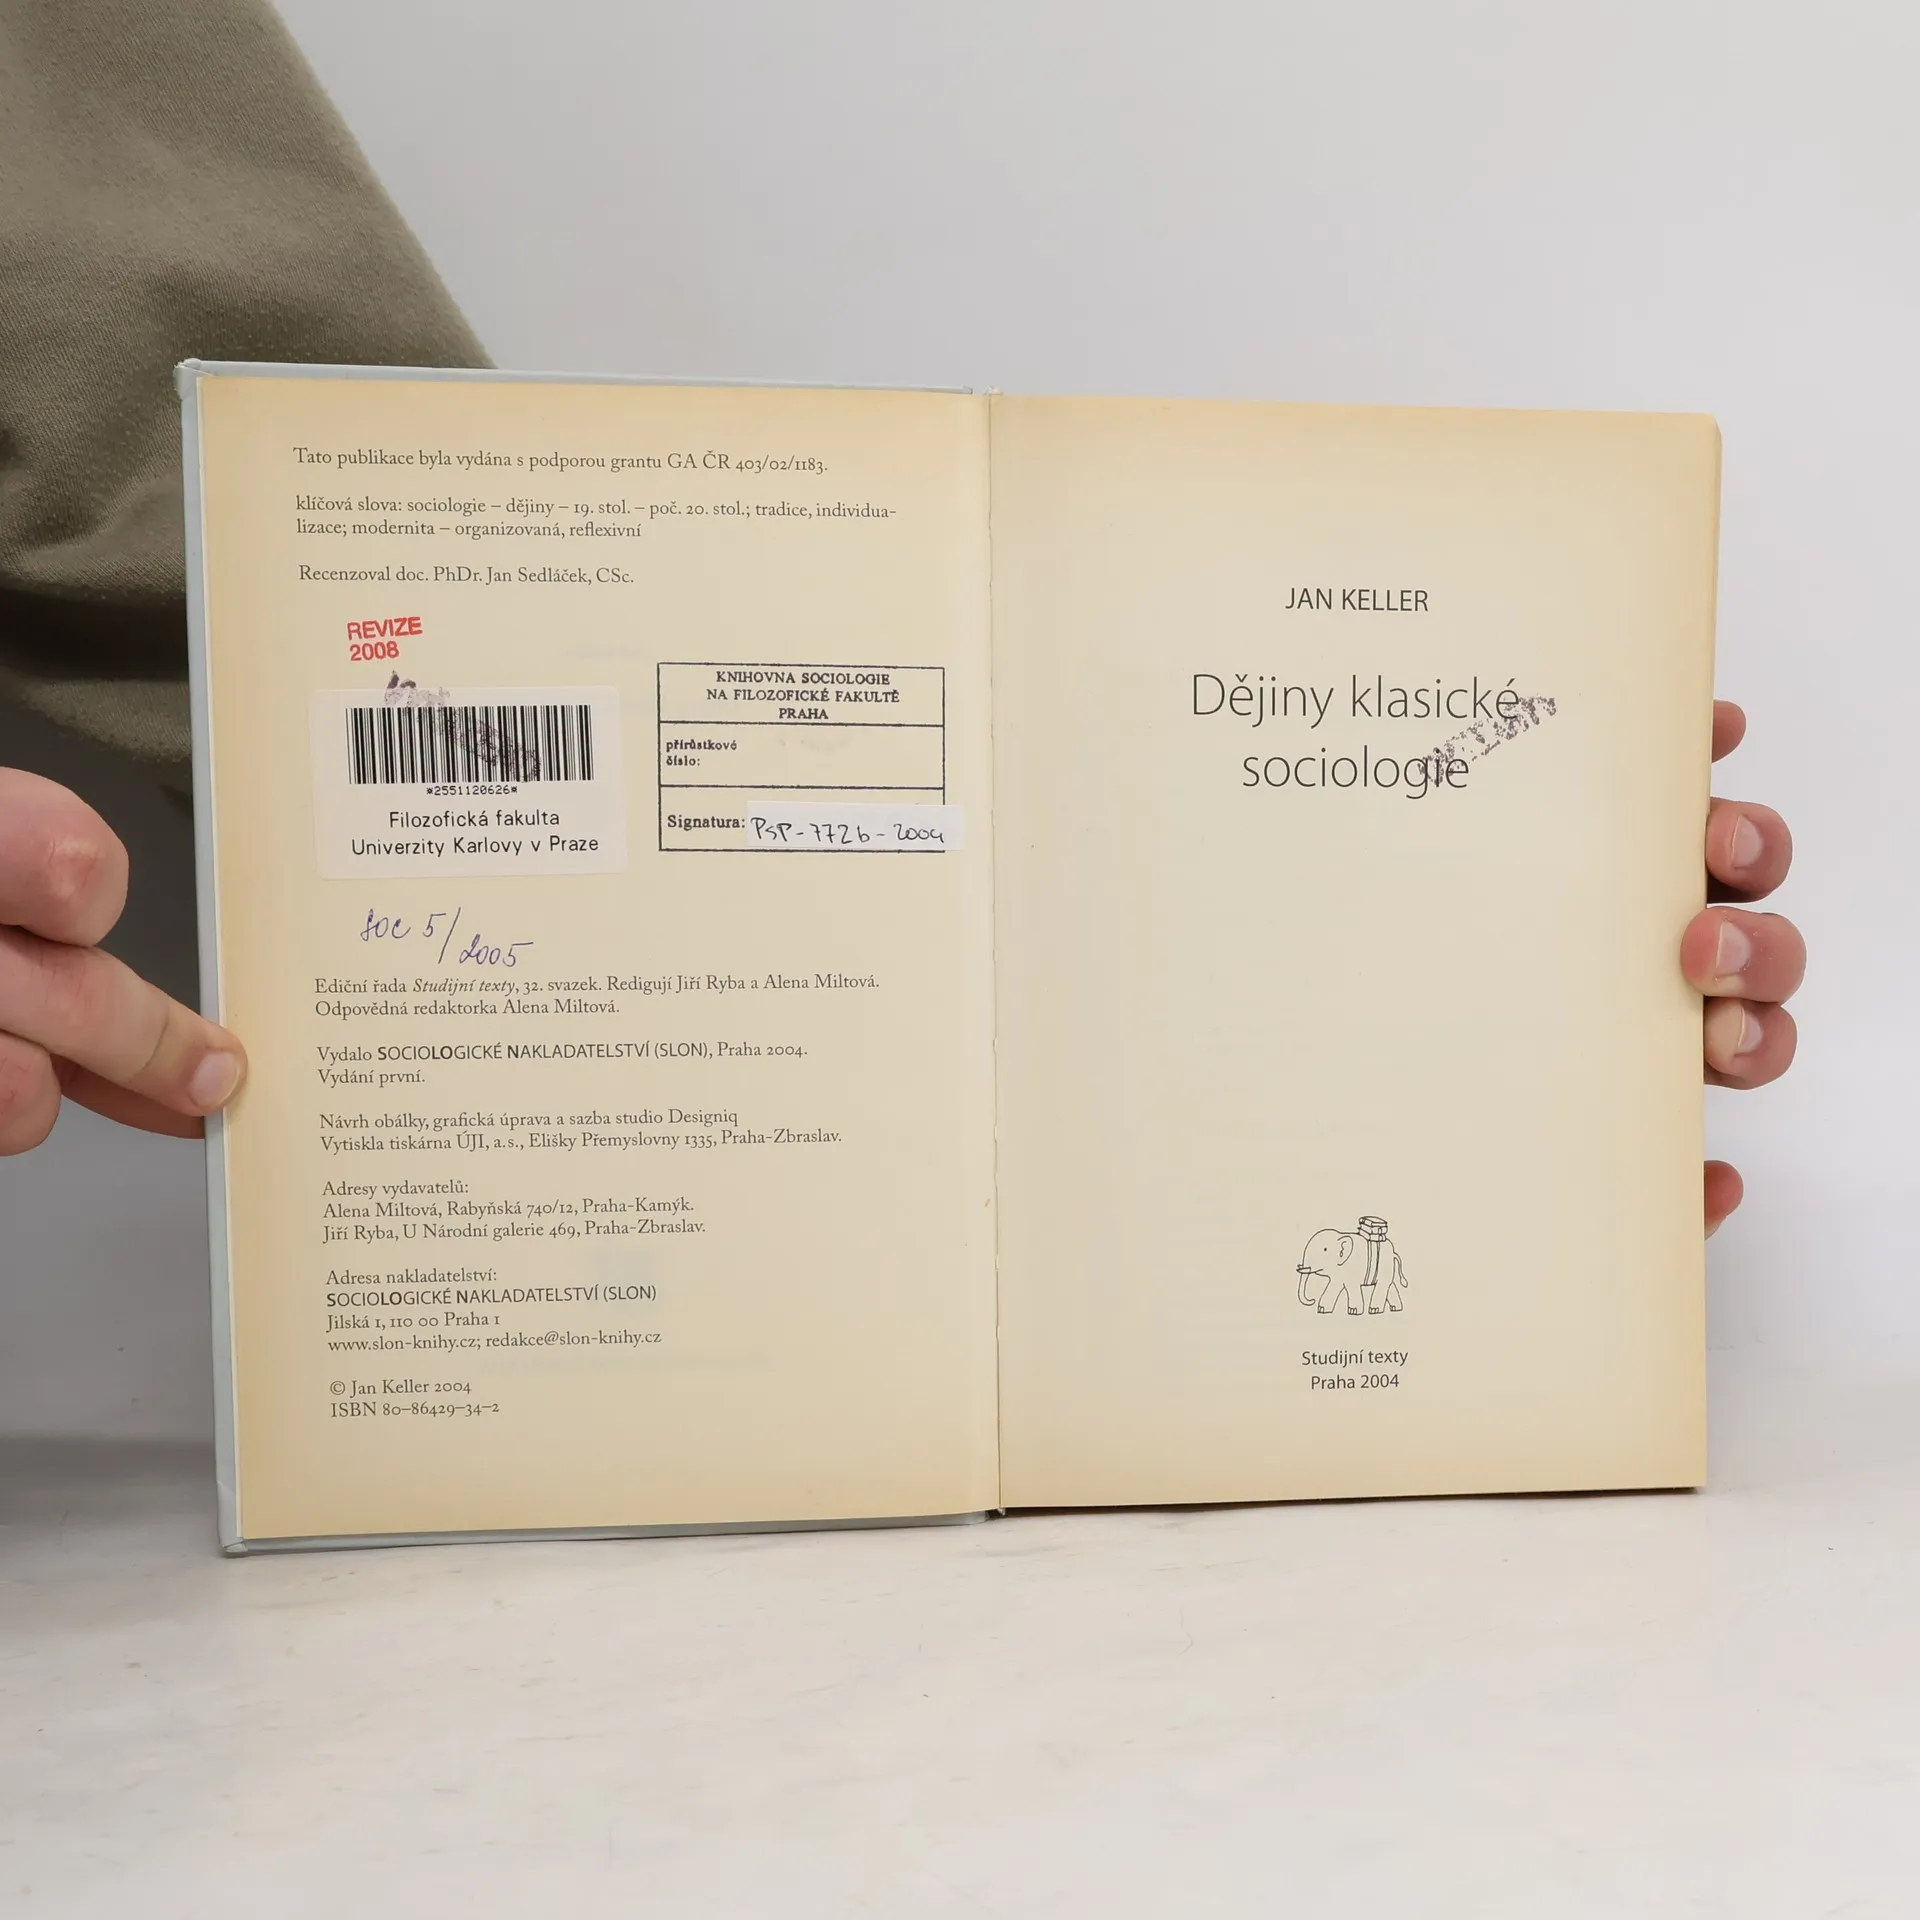 Tato publikace byla vydána s podporou grantu GA ČR 403/02/1183.
klíčová slova: sociologie – dějiny – 19. stol. – poč. 20. stol.; tradice, individua-
lizace; modernita – organizovaná, reflexivní
Recenzoval doc. PhDr. Jan Sedláček, CSc.
REVIZE
2008
*2551120626*
Filozofická fakulta
Univerzity Karlovy v Praze
KNIHOVNA SOCIOLOGIE
NA FILOZOFICKÉ FAKULTĚ
PRAHA
přírůstkové
číslo:
Signatura: PSP-7726-2004
soc 5/2005
Ediční řada Studijní texty, 32. svazek. Redigují Jiří Ryba a Alena Miltová.
Odpovědná redaktorka Alena Miltová.
Vydalo SOCIOLOGICKÉ NAKLADATELSTVÍ (SLON), Praha 2004.
Vydání první.
Návrh obálky, grafická úprava a sazba studio Designiq
Vytiskla tiskárna ÚJI, a.s., Elišky Přemyslovny 1335, Praha-Zbraslav.
Adresy vydavatelů:
Alena Miltová, Rabyňská 740/12, Praha-Kamýk.
Jiří Ryba, U Národní galerie 469, Praha-Zbraslav.
Adresa nakladatelství:
SOCIOLOGICKÉ NAKLADATELSTVÍ (SLON)
Jilská 1, 110 00 Praha 1
www.slon-knihy.cz; redakce@slon-knihy.cz
© Jan Keller 2004
ISBN 80–86429–34–2
JAN KELLER
Dějiny klasické
sociologie
Studijní texty
Praha 2004